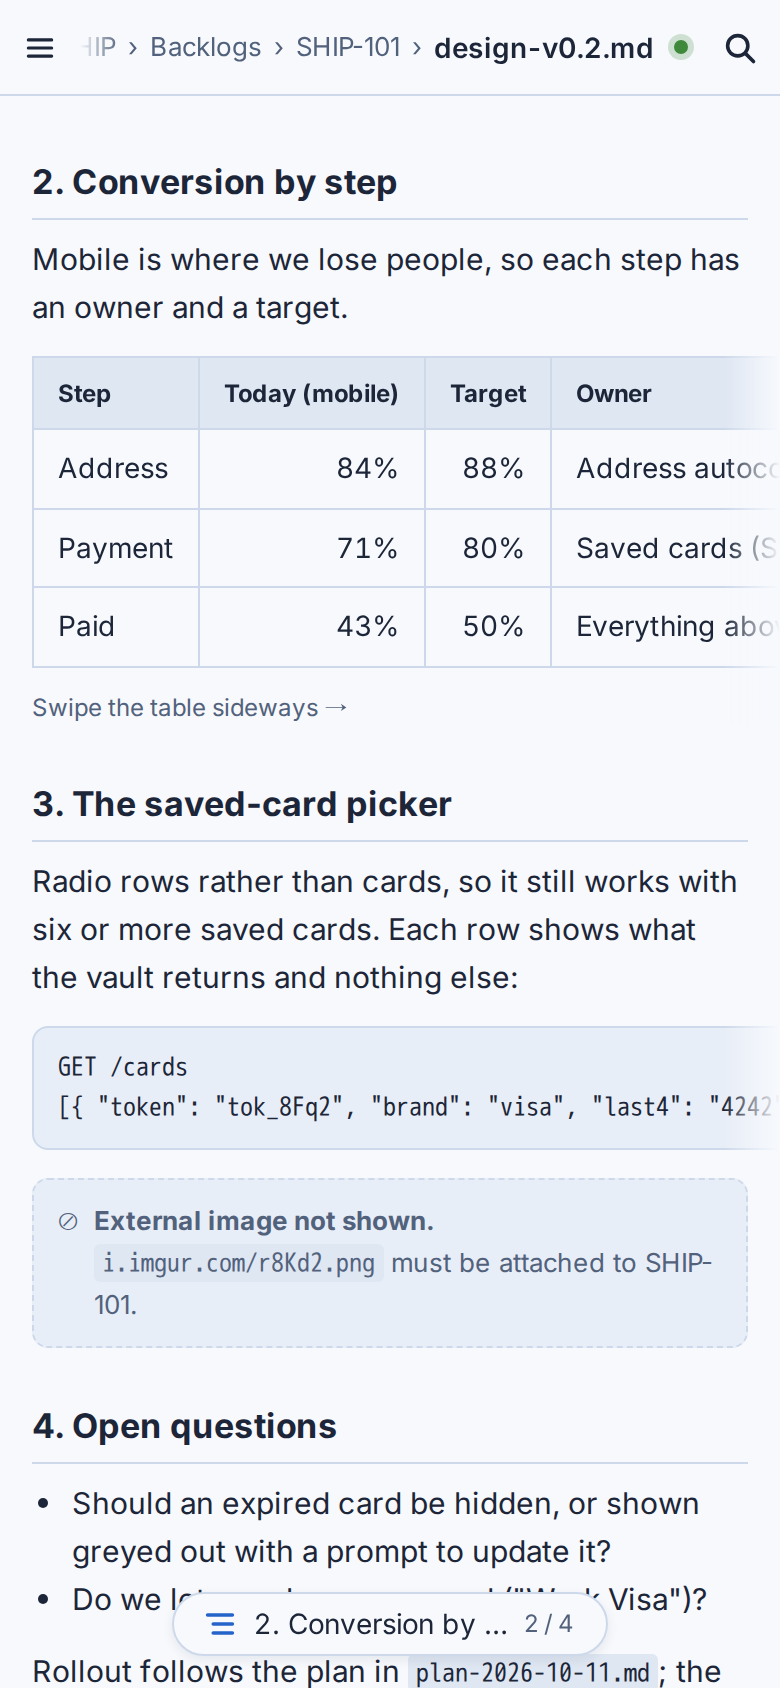 HIP › Backlogs › SHIP-101 › design-v0.2.md
2. Conversion by step
Mobile is where we lose people, so each step has
an owner and a target.
Step Today (mobile) Target Owner
Address 84% 88% Address autoc
Payment 71% 80% Saved cards (S
Paid 43% 50% Everything abov
Swipe the table sideways →
3. The saved-card picker
Radio rows rather than cards, so it still works with
six or more saved cards. Each row shows what
the vault returns and nothing else:
GET /cards
[{ "token": "tok_8Fq2", "brand": "visa", "last4": "4242"
External image not shown.
i.imgur.com/r8Kd2.png must be attached to SHIP-
101.
4. Open questions
• Should an expired card be hidden, or shown
greyed out with a prompt to update it?
• Do we Visa")?
2. Conversion by ... 2 / 4
Rollout follows the plan in plan-2026-10-11.md; the